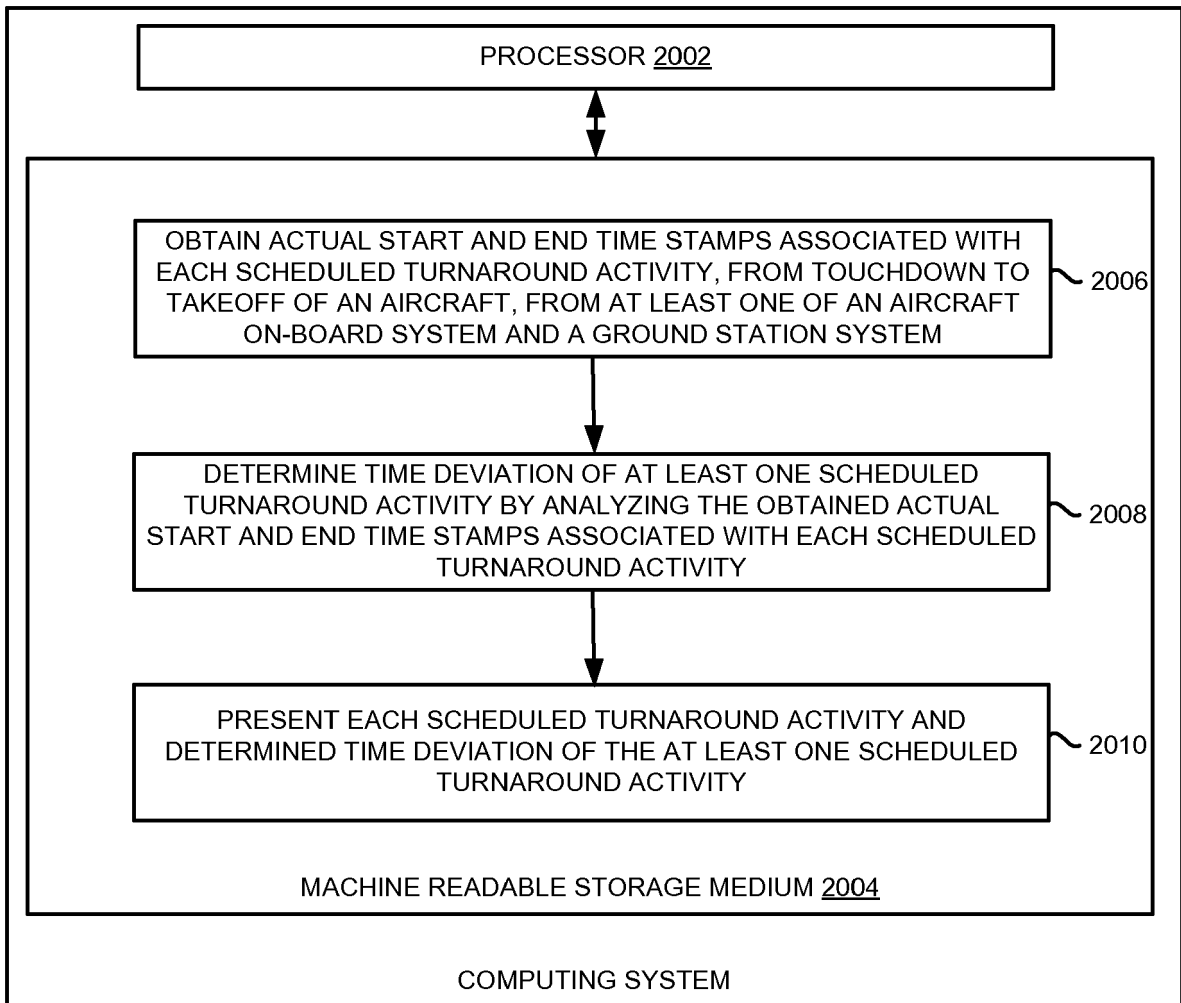 PROCESSOR 2002
OBTAIN ACTUAL START AND END TIME STAMPS ASSOCIATED WITH
EACH SCHEDULED TURNAROUND ACTIVITY, FROM TOUCHDOWN TO
TAKEOFF OF AN AIRCRAFT, FROM AT LEAST ONE OF AN AIRCRAFT
ON-BOARD SYSTEM AND A GROUND STATION SYSTEM
2006
DETERMINE TIME DEVIATION OF AT LEAST ONE SCHEDULED
TURNAROUND ACTIVITY BY ANALYZING THE OBTAINED ACTUAL
START AND END TIME STAMPS ASSOCIATED WITH EACH SCHEDULED
TURNAROUND ACTIVITY
2008
PRESENT EACH SCHEDULED TURNAROUND ACTIVITY AND
DETERMINED TIME DEVIATION OF THE AT LEAST ONE SCHEDULED
TURNAROUND ACTIVITY
2010
MACHINE READABLE STORAGE MEDIUM 2004
COMPUTING SYSTEM